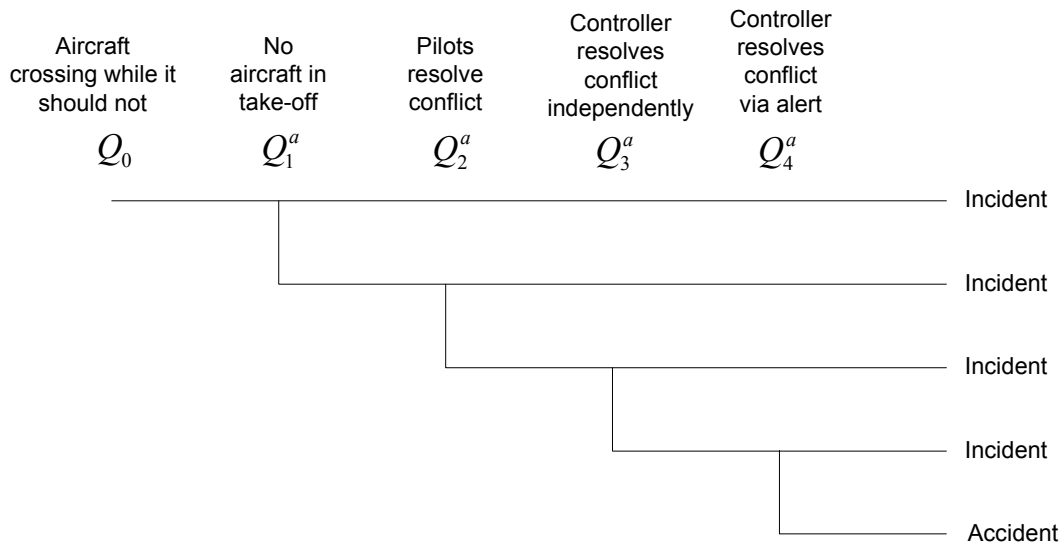 Aircraft
crossing while it
should not
No
aircraft in
take-off
Pilots
resolve
conflict
Controller
resolves
conflict
independently
Controller
resolves
conflict
via alert
Q₀
Q₁ᵃ
Q₂ᵃ
Q₃ᵃ
Q₄ᵃ
Incident
Incident
Incident
Incident
Accident